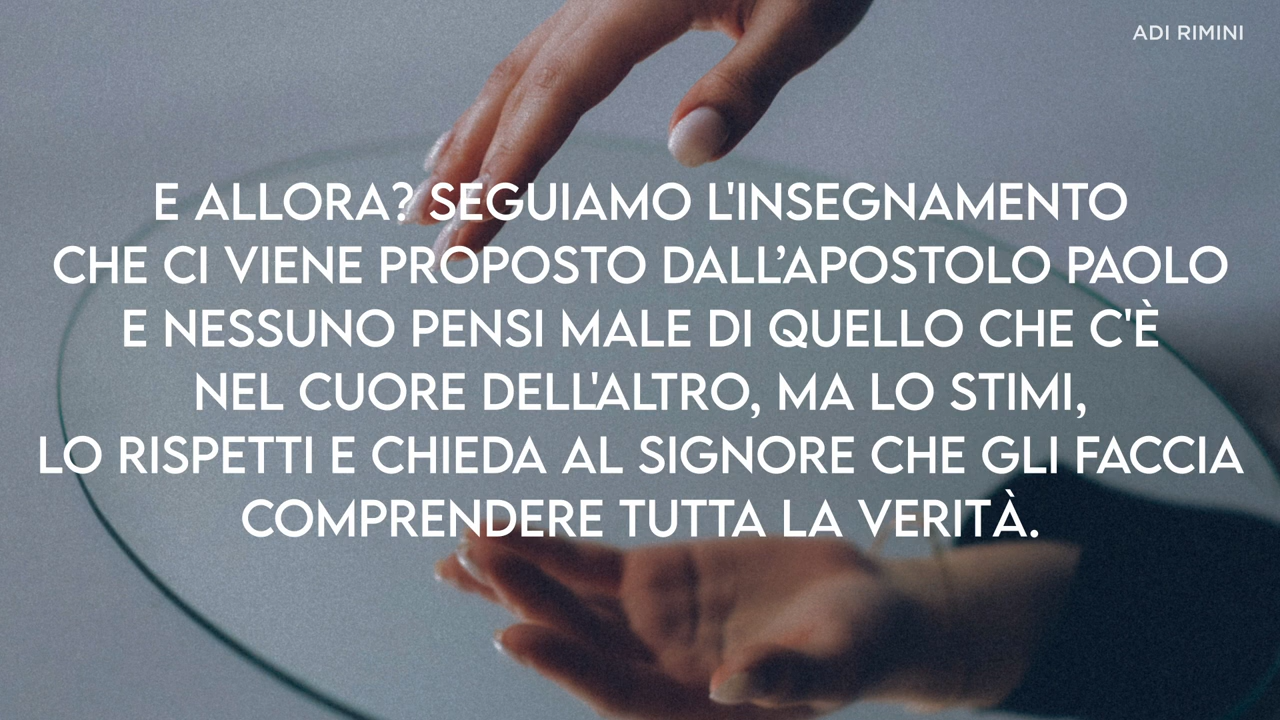 ADI RIMINI
E ALLORA? SEGUIAMO L'INSEGNAMENTO
CHE CI VIENE PROPOSTO DALL’APOSTOLO PAOLO
E NESSUNO PENSI MALE DI QUELLO CHE C'È
NEL CUORE DELL'ALTRO, MA LO STIMI,
LO RISPETTI E CHIEDA AL SIGNORE CHE GLI FACCIA
COMPRENDERE TUTTA LA VERITÀ.